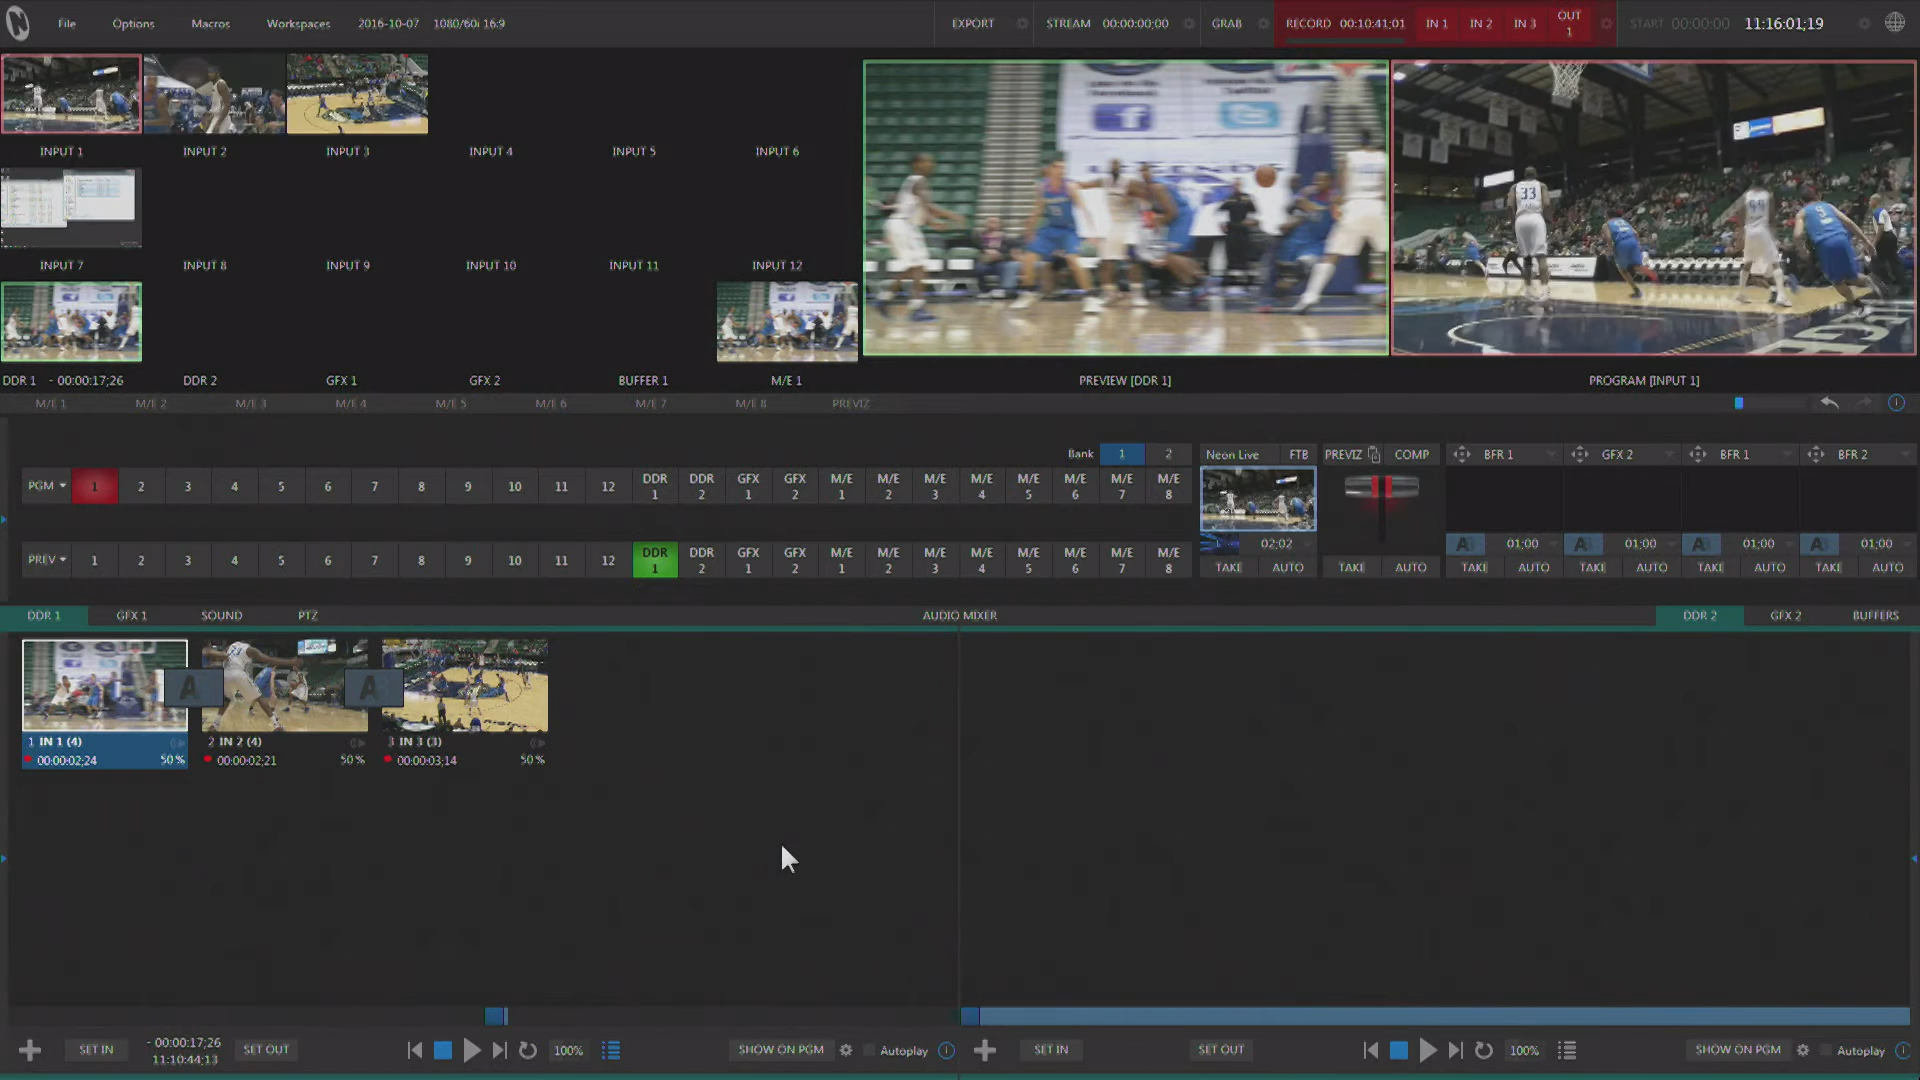 File Options Macros Workspaces 2016-10-07 1080/60i 16:9 EXPORT STREAM 00:00:00;00 GRAB RECORD 00:10:41;01 IN 1 IN 2 IN 3 OUT 1 START 00:00:00 11:16:01;19
INPUT 1 INPUT 2 INPUT 3 INPUT 4 INPUT 5 INPUT 6
INPUT 7 INPUT 8 INPUT 9 INPUT 10 INPUT 11 INPUT 12
33
DDR 1 - 00:00:17;26 DDR 2 GFX 1 GFX 2 BUFFER 1 M/E 1 PREVIEW [DDR 1] PROGRAM [INPUT 1]
M/E 1 M/E 2 M/E 3 M/E 4 M/E 5 M/E 6 M/E 7 M/E 8 PREVIZ
Bank 1 2 Neon Live FTB PREVIZ COMP BFR 1 GFX 2 BFR 1 BFR 2
PGM 1 2 3 4 5 6 7 8 9 10 11 12 DDR 1 DDR 2 GFX 1 GFX 2 M/E 1 M/E 2 M/E 3 M/E 4 M/E 5 M/E 6 M/E 7 M/E 8
02:02 01:00 01:00 01:00 01:00
PREV 1 2 3 4 5 6 7 8 9 10 11 12 DDR 1 DDR 2 GFX 1 GFX 2 M/E 1 M/E 2 M/E 3 M/E 4 M/E 5 M/E 6 M/E 7 M/E 8
TAKE AUTO TAKE AUTO TAKE AUTO TAKE AUTO TAKE AUTO TAKE AUTO
DDR 1 GFX 1 SOUND PTZ AUDIO MIXER DDR 2 GFX 2 BUFFERS
1 IN 1 (4) 2 IN 2 (4) 3 IN 3 (3)
00:00:02;24 50% 00:00:02;21 50% 00:00:03;14 50%
SET IN - 00:00:17;26 SET OUT 100% SHOW ON PGM Autoplay SET IN SET OUT 100% SHOW ON PGM Autoplay
11:10:44;13